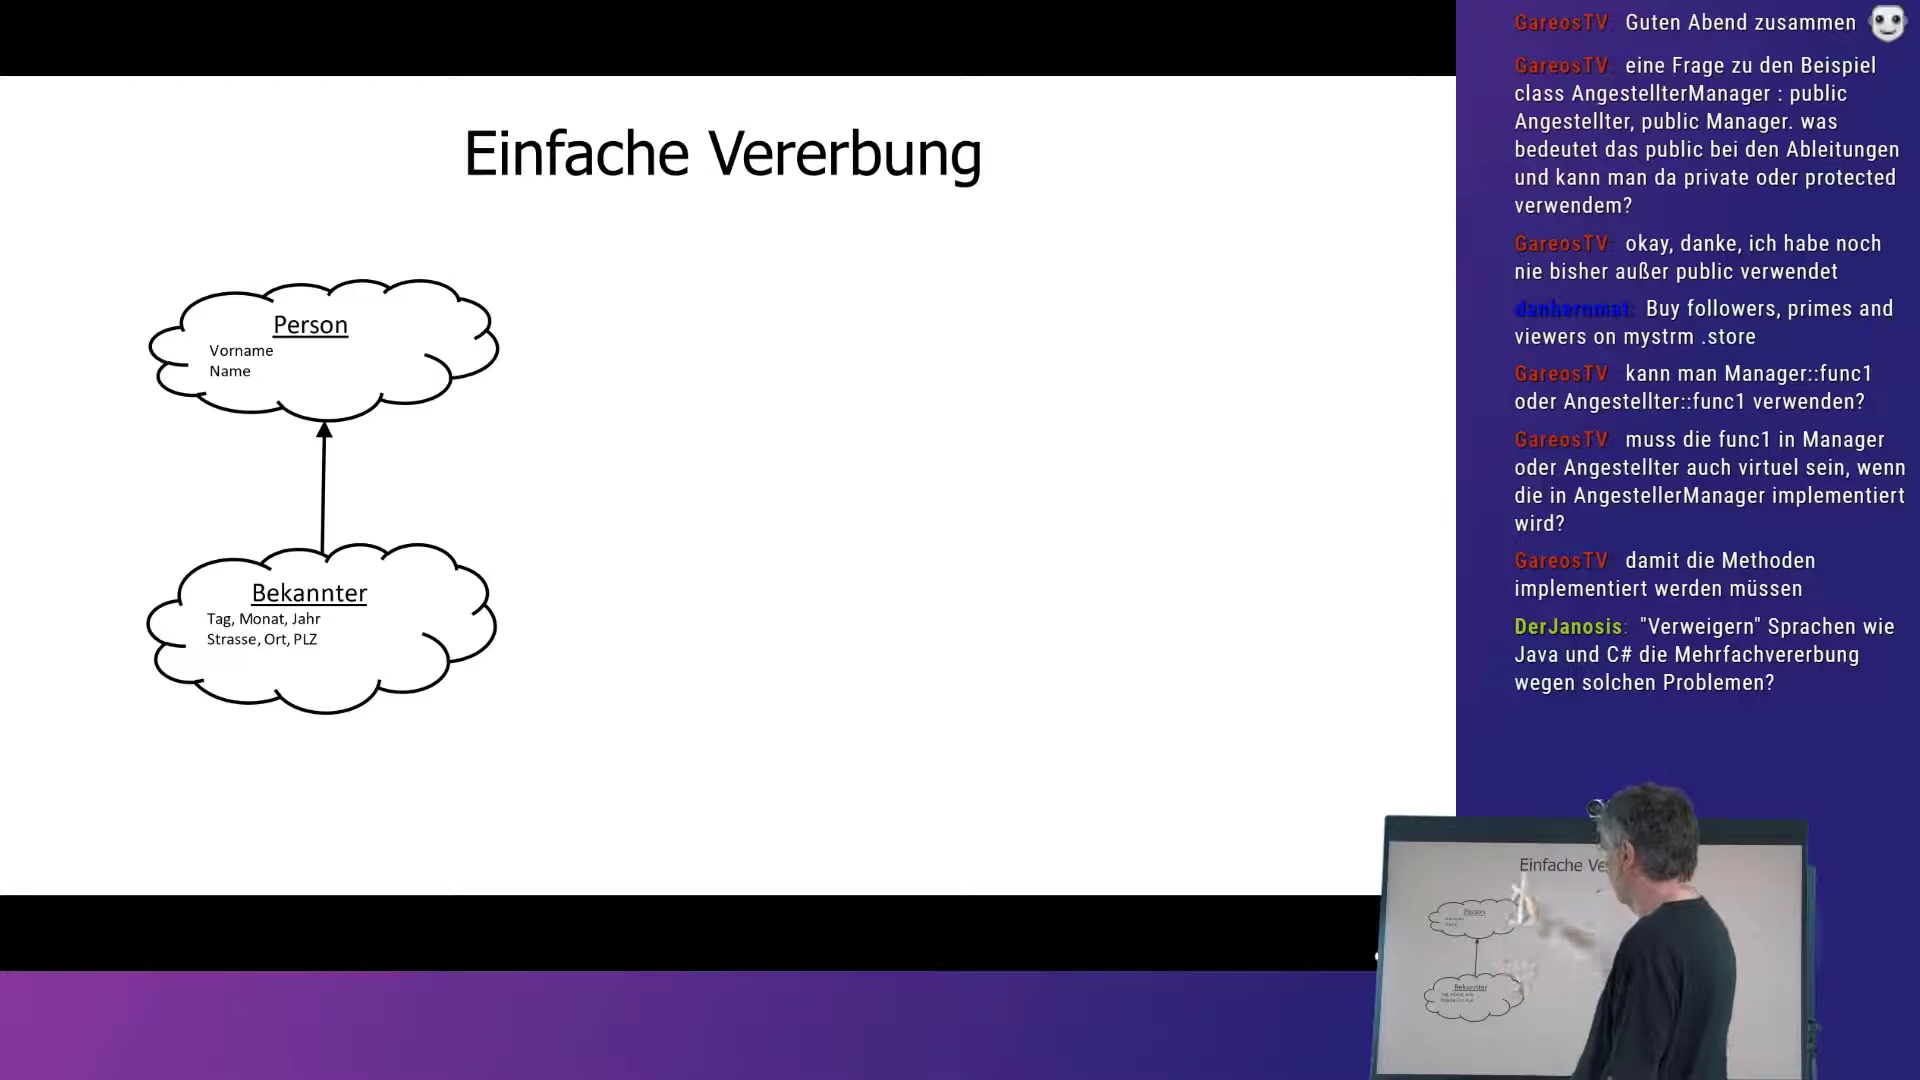 Einfache Vererbung
Person
Vorname
Name
Bekannter
Tag, Monat, Jahr
Strasse, Ort, PLZ
GareosTV: Guten Abend zusammen
GareosTV: eine Frage zu den Beispiel
class AngestellterManager : public
Angestellter, public Manager. was
bedeutet das public bei den Ableitungen
und kann man da private oder protected
verwendem?
GareosTV: okay, danke, ich habe noch
nie bisher außer public verwendet
danhernmat: Buy followers, primes and
viewers on mystrm .store
GareosTV: kann man Manager::func1
oder Angestellter::func1 verwenden?
GareosTV: muss die func1 in Manager
oder Angestellter auch virtuel sein, wenn
die in AngestellerManager implementiert
wird?
GareosTV: damit die Methoden
implementiert werden müssen
DerJanosis: "Verweigern" Sprachen wie
Java und C# die Mehrfachvererbung
wegen solchen Problemen?
Einfache Ve
Person
Bekannter